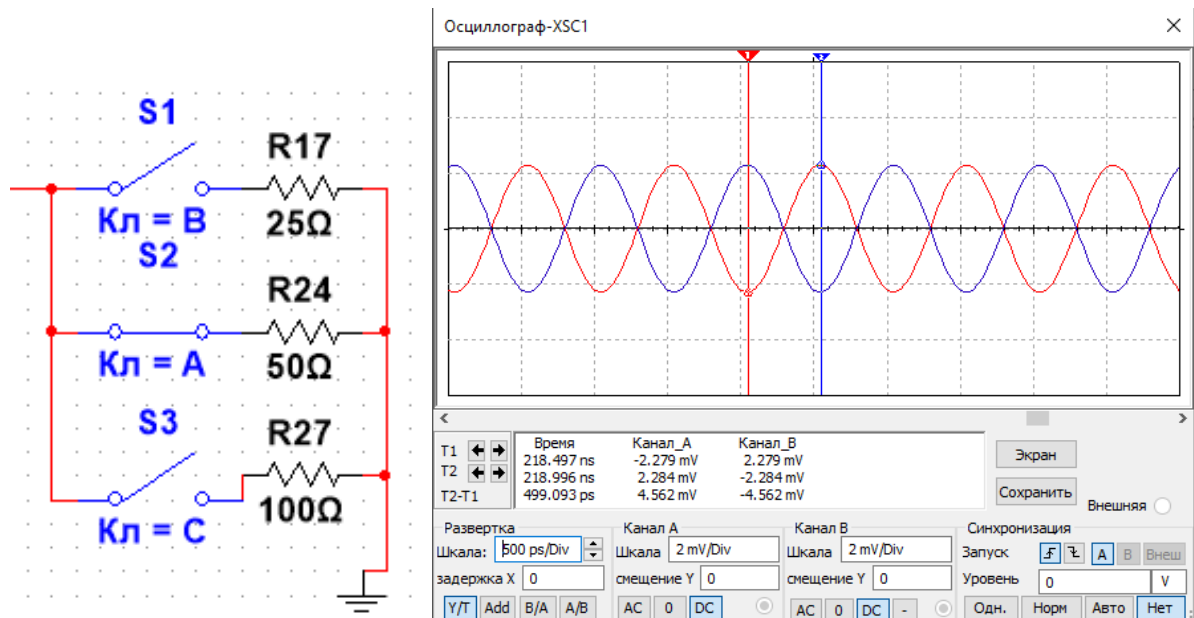 S1
R17
Кл = B
25Ω
S2
R24
Кл = A
50Ω
S3
R27
Кл = C
100Ω
Осциллограф-XSC1
1
2
Время Канал_A Канал_B
T1 218.497 ns -2.279 mV 2.279 mV
T2 218.996 ns 2.284 mV -2.284 mV
T2-T1 499.093 ps 4.562 mV -4.562 mV
Экран
Сохранить
Внешняя
Развертка
Шкала: 500 ps/Div
задержка X 0
Y/T Add B/A A/B
Канал A
Шкала 2 mV/Div
смещение Y 0
AC 0 DC
Канал B
Шкала 2 mV/Div
смещение Y 0
AC 0 DC -
Синхронизация
Запуск A B Внеш
Уровень 0 V
Одн. Норм Авто Нет